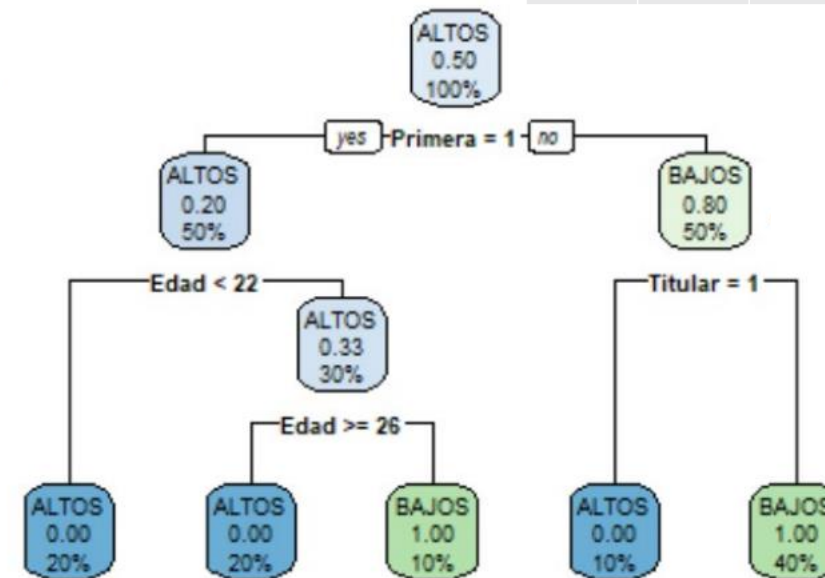 ALTOS
0.50
100%
yes Primera = 1 no
ALTOS
0.20
50%
BAJOS
0.80
50%
Edad < 22
Titular = 1
ALTOS
0.33
30%
Edad >= 26
ALTOS
0.00
20%
ALTOS
0.00
20%
BAJOS
1.00
10%
ALTOS
0.00
10%
BAJOS
1.00
40%